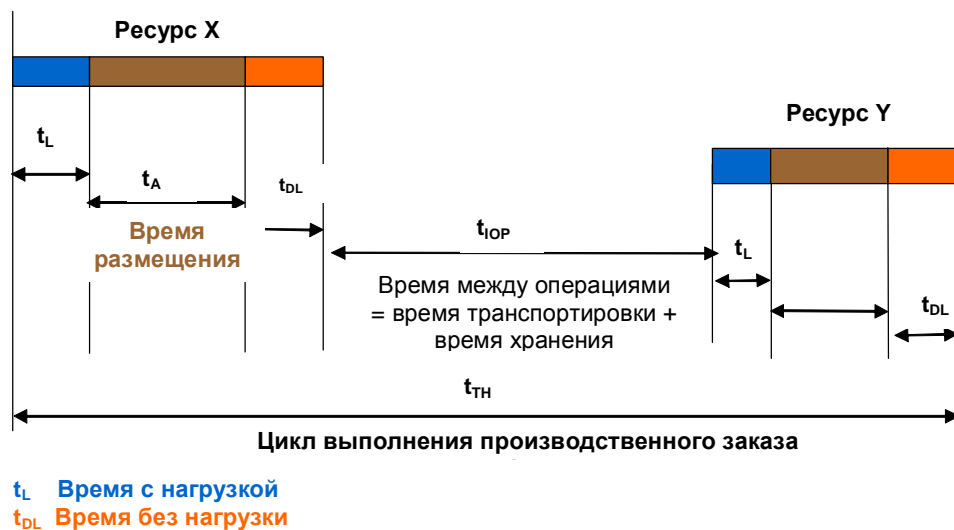 Ресурс X
Ресурс Y
tL
tA
tDL
Время
размещения
tIOP
Время между операциями
= время транспортировки +
время хранения
tL
tDL
tTH
Цикл выполнения производственного заказа
tL Время с нагрузкой
tDL Время без нагрузки